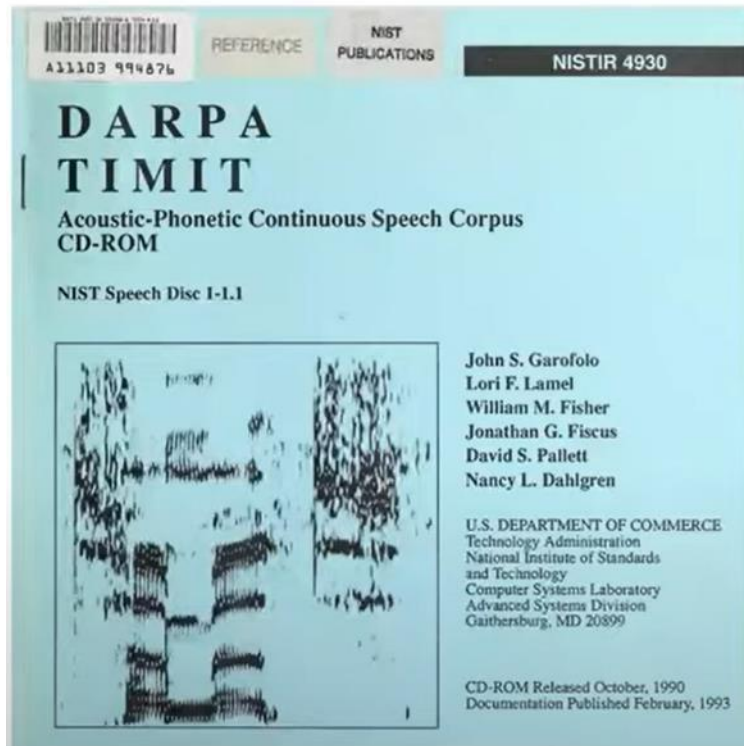 A11103 994876
REFERENCE
NIST
PUBLICATIONS
NISTIR 4930
DARPA
TIMIT
Acoustic-Phonetic Continuous Speech Corpus
CD-ROM
NIST Speech Disc 1-1.1
John S. Garofolo
Lori F. Lamel
William M. Fisher
Jonathan G. Fiscus
David S. Pallett
Nancy L. Dahlgren
U.S. DEPARTMENT OF COMMERCE
Technology Administration
National Institute of Standards
and Technology
Computer Systems Laboratory
Advanced Systems Division
Gaithersburg, MD 20899
CD-ROM Released October, 1990
Documentation Published February, 1993